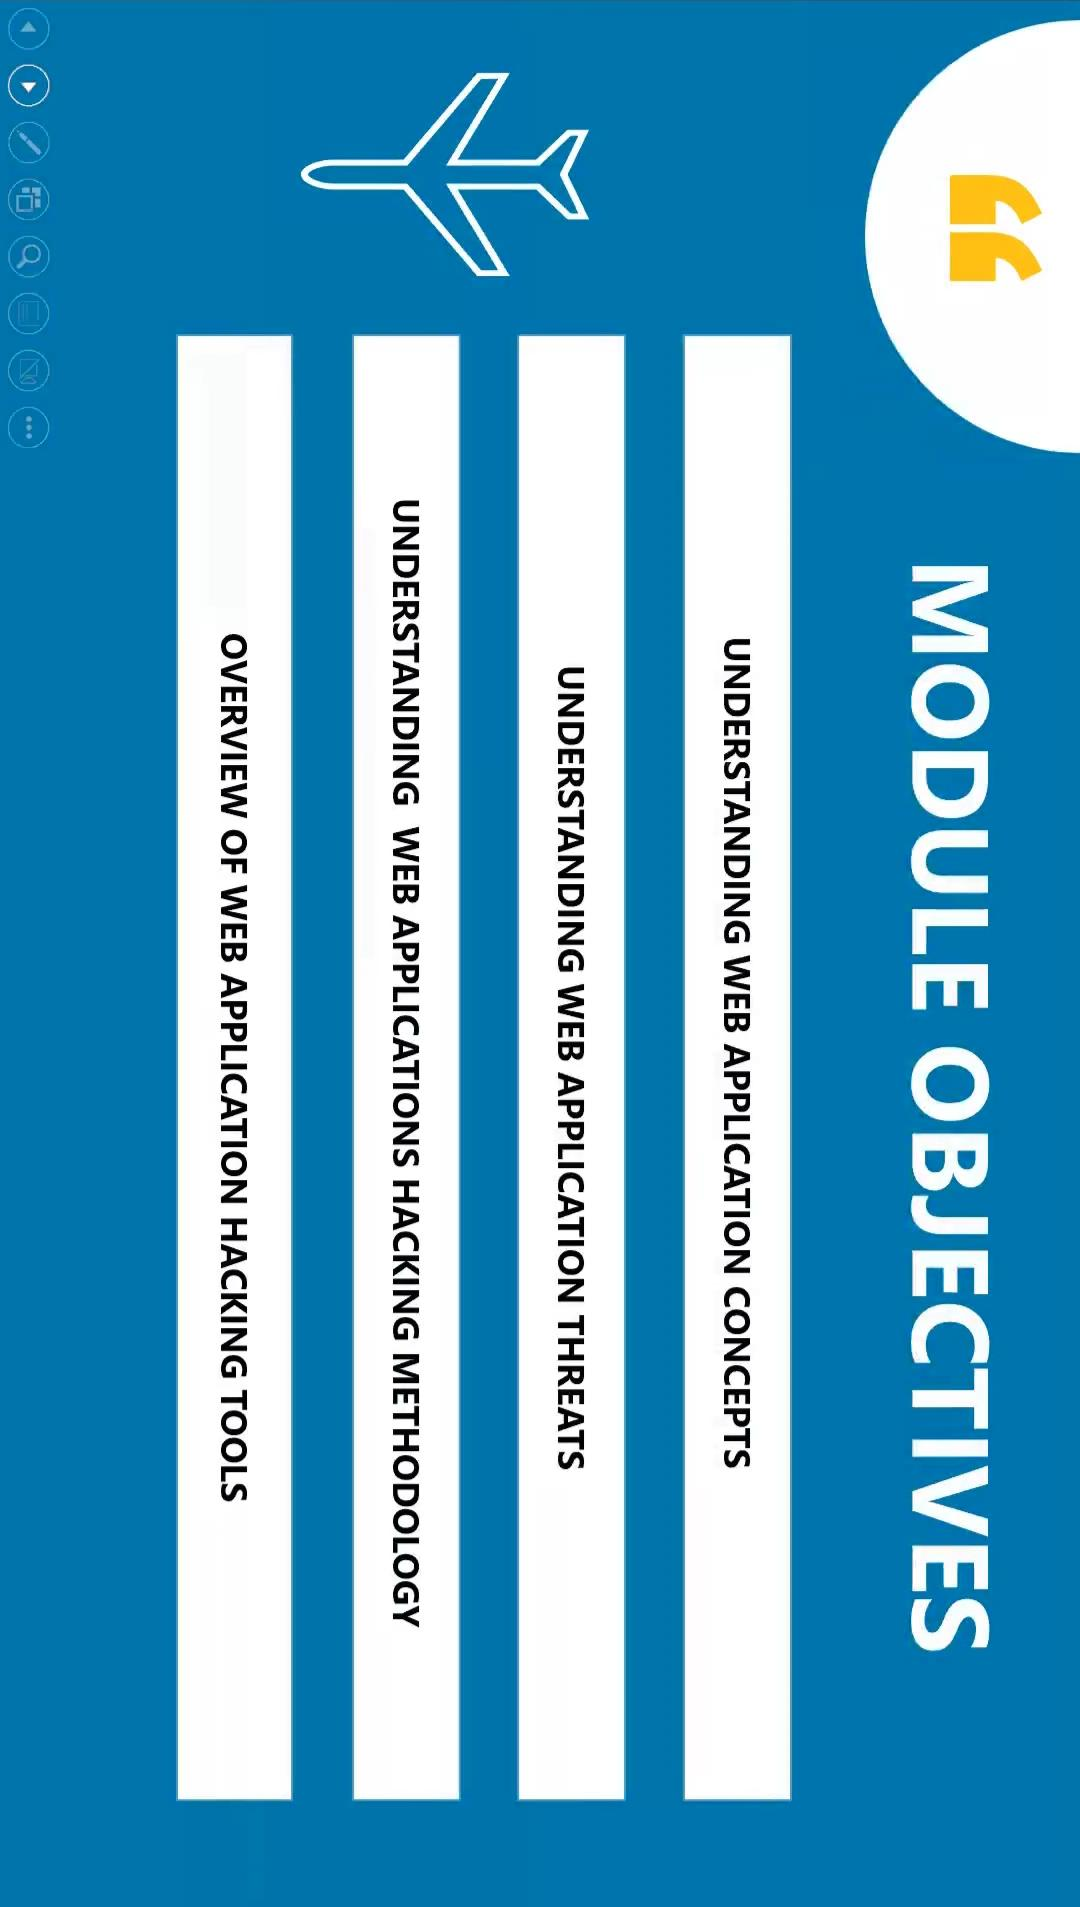 “
MODULE OBJECTIVES
UNDERSTANDING WEB APPLICATION CONCEPTS
UNDERSTANDING WEB APPLICATION THREATS
UNDERSTANDING  WEB APPLICATIONS HACKING METHODOLOGY
OVERVIEW OF WEB APPLICATION HACKING TOOLS